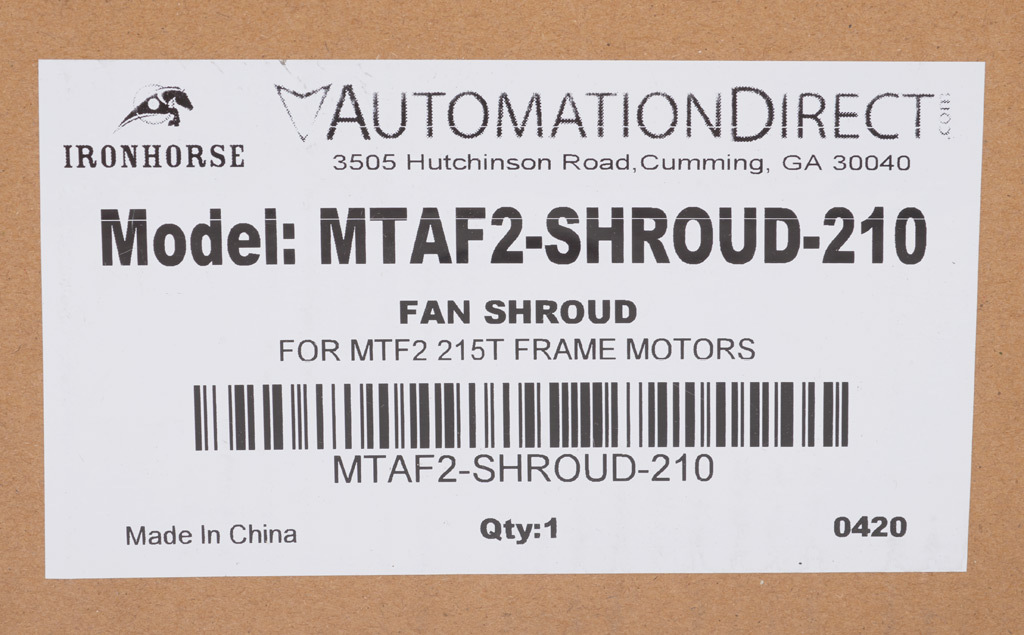 IRONHORSE
AUTOMATIONDIRECT.COM
3505 Hutchinson Road,Cumming, GA 30040
Model: MTAF2-SHROUD-210
FAN SHROUD
FOR MTF2 215T FRAME MOTORS
MTAF2-SHROUD-210
Made In China Qty:1 0420